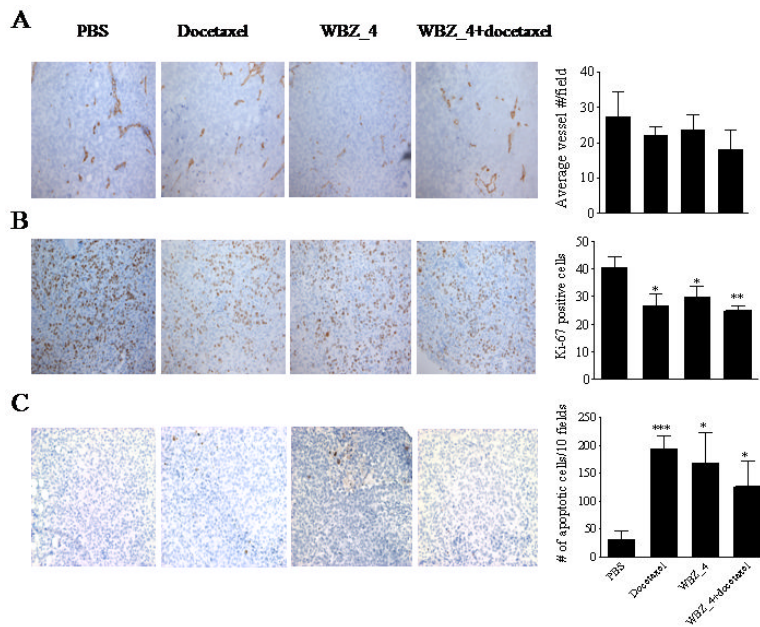 A
PBS Docetaxel WBZ_4 WBZ_4+docetaxel
Average vessel #/field
40
30
20
10
0
B
Ki-67 positive cells
50
40
30
20
10
0
* * **
C
# of apoptotic cells/10 fields
250
200
150
100
50
0
*** * *
PBS
Docetaxel
WBZ_4
WBZ_4+docetaxel